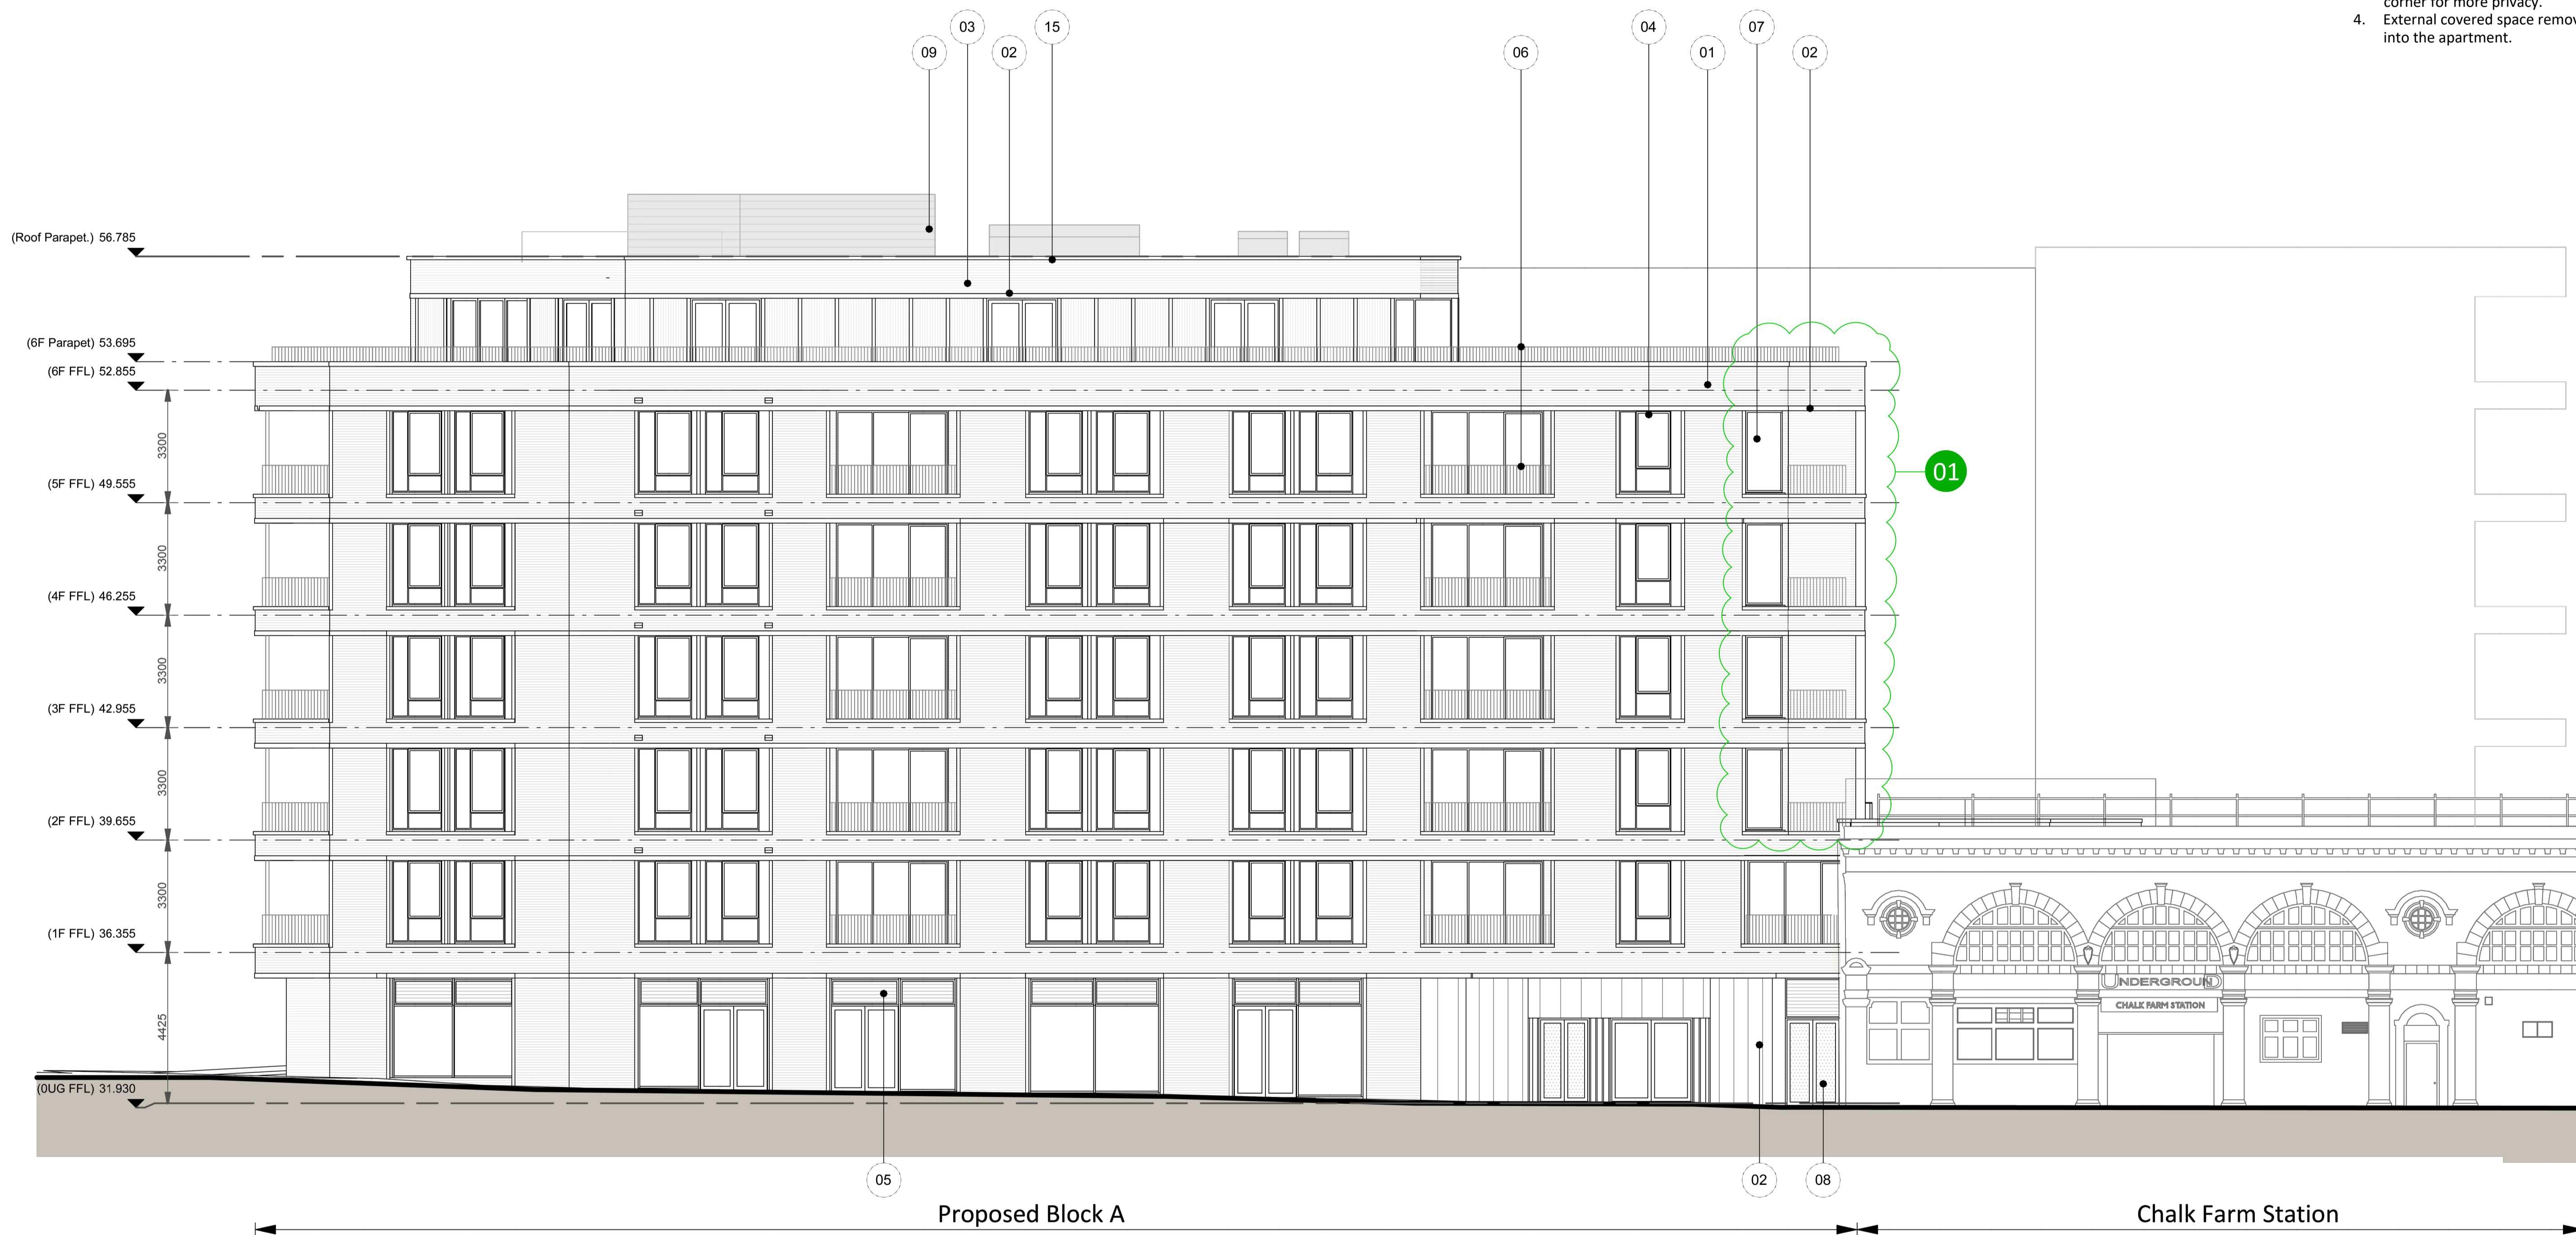 corner for more privacy.
4. External covered space remov
into the apartment.
03
15
04
07
09
02
06
01
02
(Roof Parapet.) 56.785
(6F Parapet) 53.695
(6F FFL) 52.855
3300
01
(5F FFL) 49.555
3300
(4F FFL) 46.255
3300
(3F FFL) 42.955
3300
(2F FFL) 39.655
3300
(1F FFL) 36.355
UNDERGROUND
CHALK FARM STATION
4425
(0UG FFL) 31.930
05
02
08
Proposed Block A
Chalk Farm Station